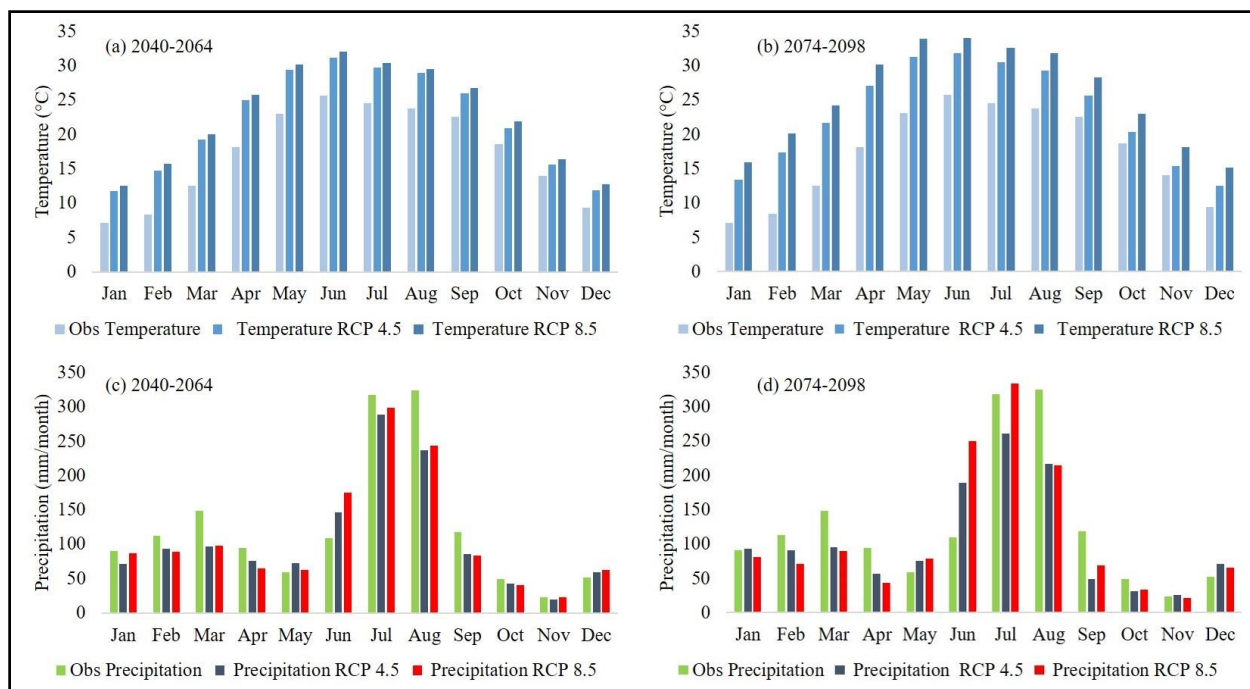 (a) 2040-2064
Temperature (°C)
35
30
25
20
15
10
5
0
Jan Feb Mar Apr May Jun Jul Aug Sep Oct Nov Dec
Obs Temperature Temperature RCP 4.5 Temperature RCP 8.5
(b) 2074-2098
Temperature (°C)
35
30
25
20
15
10
5
0
Jan Feb Mar Apr May Jun Jul Aug Sep Oct Nov Dec
Obs Temperature Temperature RCP 4.5 Temperature RCP 8.5
(c) 2040-2064
Precipitation (mm/month)
350
300
250
200
150
100
50
0
Jan Feb Mar Apr May Jun Jul Aug Sep Oct Nov Dec
Obs Precipitation Precipitation RCP 4.5 Precipitation RCP 8.5
(d) 2074-2098
Precipitation (mm/month)
350
300
250
200
150
100
50
0
Jan Feb Mar Apr May Jun Jul Aug Sep Oct Nov Dec
Obs Precipitation Precipitation RCP 4.5 Precipitation RCP 8.5